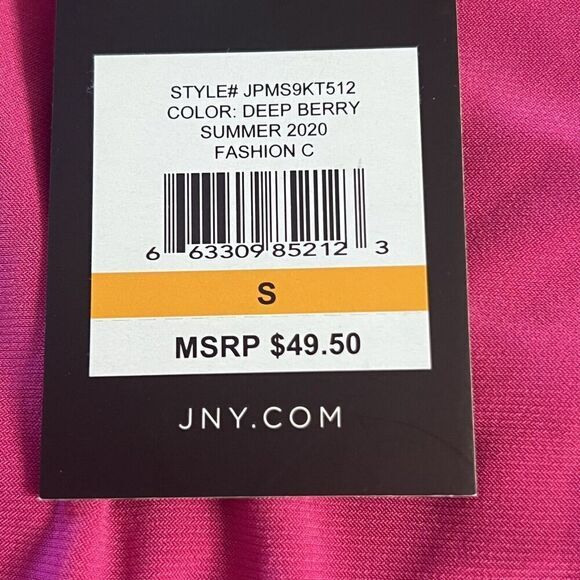 STYLE# JPMS9KT512
COLOR: DEEP BERRY
SUMMER 2020
FASHION C
6 63309 85212 3
S
MSRP $49.50
JNY.COM